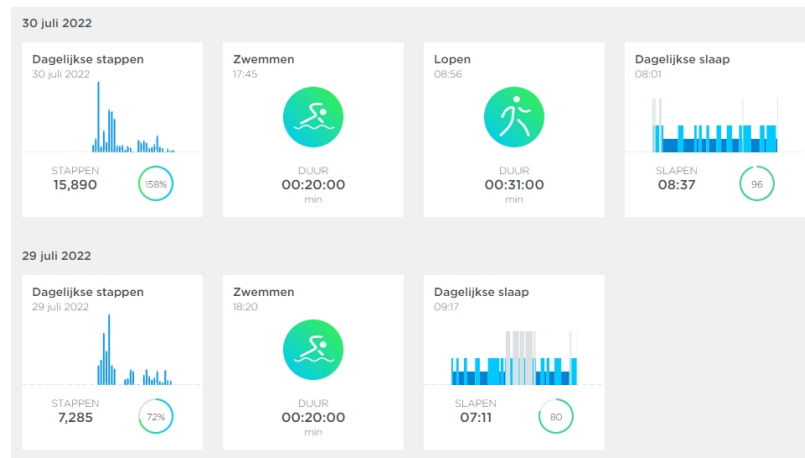 30 juli 2022
Dagelijkse stappen
30 juli 2022
STAPPEN
15,890
158%
Zwemmen
17:45
DUUR
00:20:00
min
Lopen
08:56
DUUR
00:31:00
min
Dagelijkse slaap
08:01
SLAPEN
08:37
96
29 juli 2022
Dagelijkse stappen
29 juli 2022
STAPPEN
7,285
72%
Zwemmen
18:20
DUUR
00:20:00
min
Dagelijkse slaap
09:17
SLAPEN
07:11
80